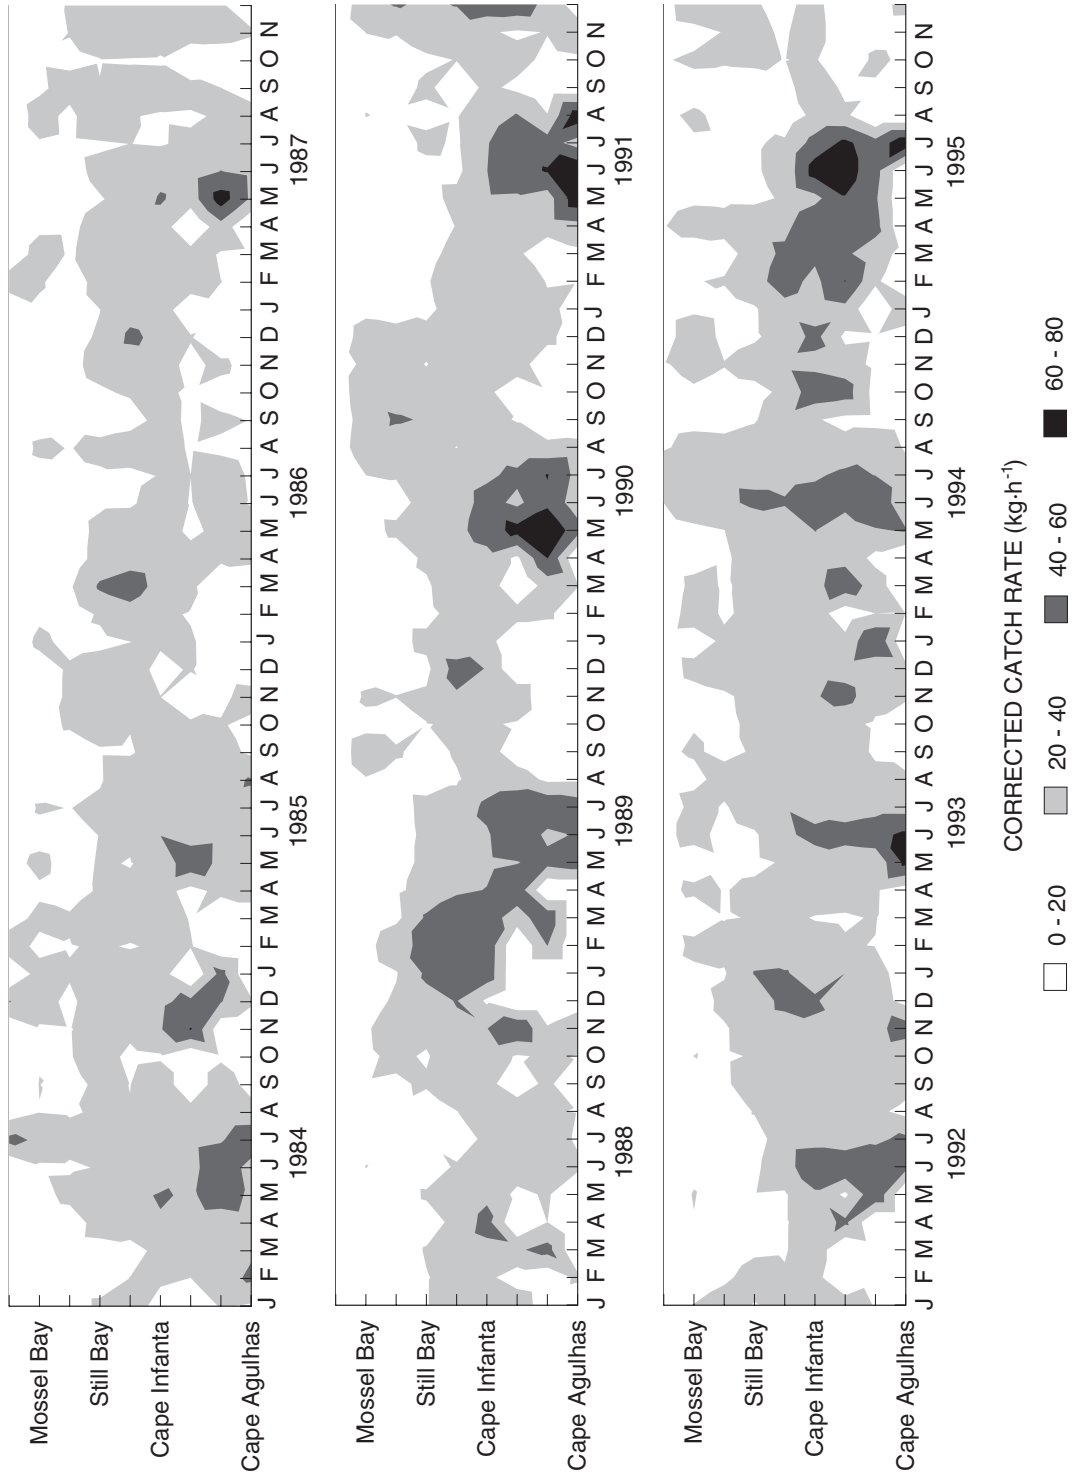 Mossel Bay
Still Bay
Cape Infanta
Cape Agulhas
J F M A M J J A S O N D J F M A M J J A S O N D J F M A M J J A S O N D J F M A M J J A S O N
1984 1985 1986 1987
Mossel Bay
Still Bay
Cape Infanta
Cape Agulhas
J F M A M J J A S O N D J F M A M J J A S O N D J F M A M J J A S O N D J F M A M J J A S O N
1988 1989 1990 1991
Mossel Bay
Still Bay
Cape Infanta
Cape Agulhas
J F M A M J J A S O N D J F M A M J J A S O N D J F M A M J J A S O N D J F M A M J J A S O N
1992 1993 1994 1995
CORRECTED CATCH RATE (kg·h⁻¹)
0 - 20 20 - 40 40 - 60 60 - 80